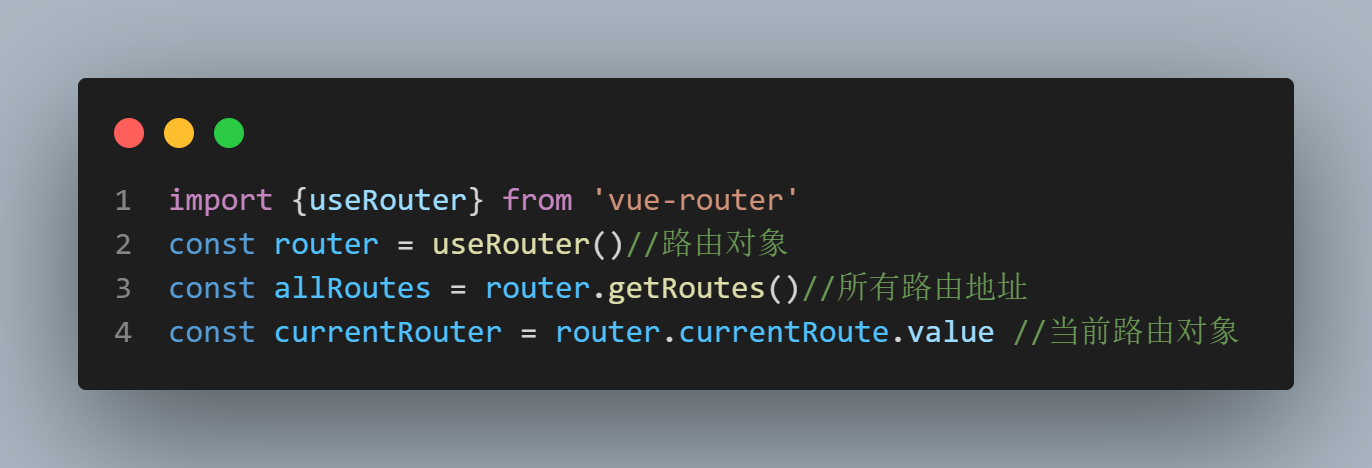 1 import {useRouter} from 'vue-router'
2 const router = useRouter()//路由对象
3 const allRoutes = router.getRoutes()//所有路由地址
4 const currentRouter = router.currentRoute.value //当前路由对象